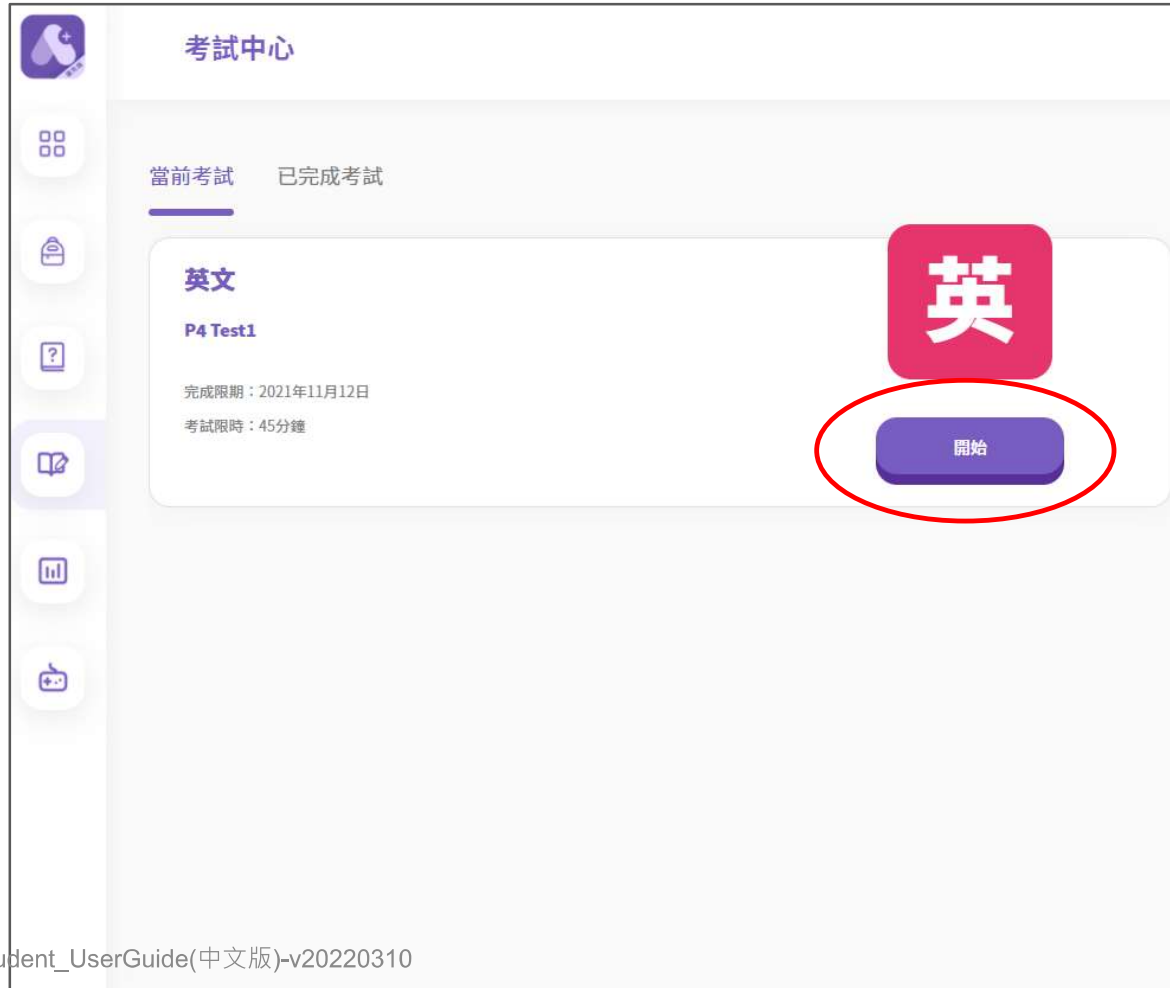 考試中心
當前考試 已完成考試
英文
英
P4 Test1
完成限期：2021年11月12日
考試限時：45分鐘
開始
udent_UserGuide(中文版)-v20220310